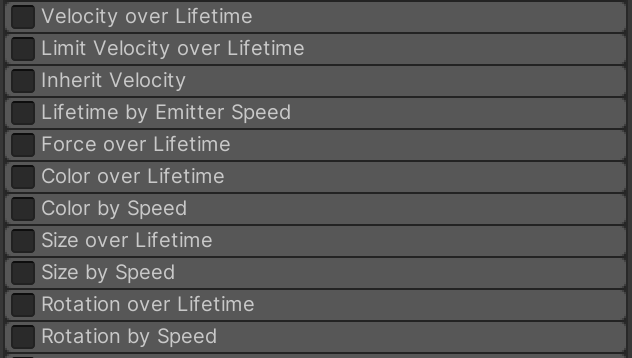 Velocity over Lifetime
Limit Velocity over Lifetime
Inherit Velocity
Lifetime by Emitter Speed
Force over Lifetime
Color over Lifetime
Color by Speed
Size over Lifetime
Size by Speed
Rotation over Lifetime
Rotation by Speed